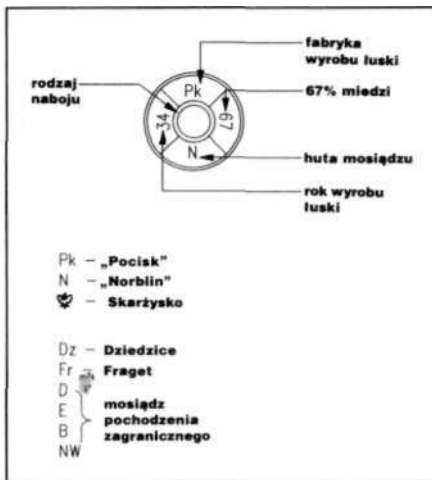 fabryka
wyrobu luski
rodzaj
naboju
Pk
67% miedzi
34
67
N
huta mosiądzu
rok wyrobu
łuski
Pk – „Pocisk”
N – „Norblin”
– Skarżysko
Dz – Dziedzice
Fr – Fraget
D
E
B
NW
mosiądz
pochodzenia
zagranicznego